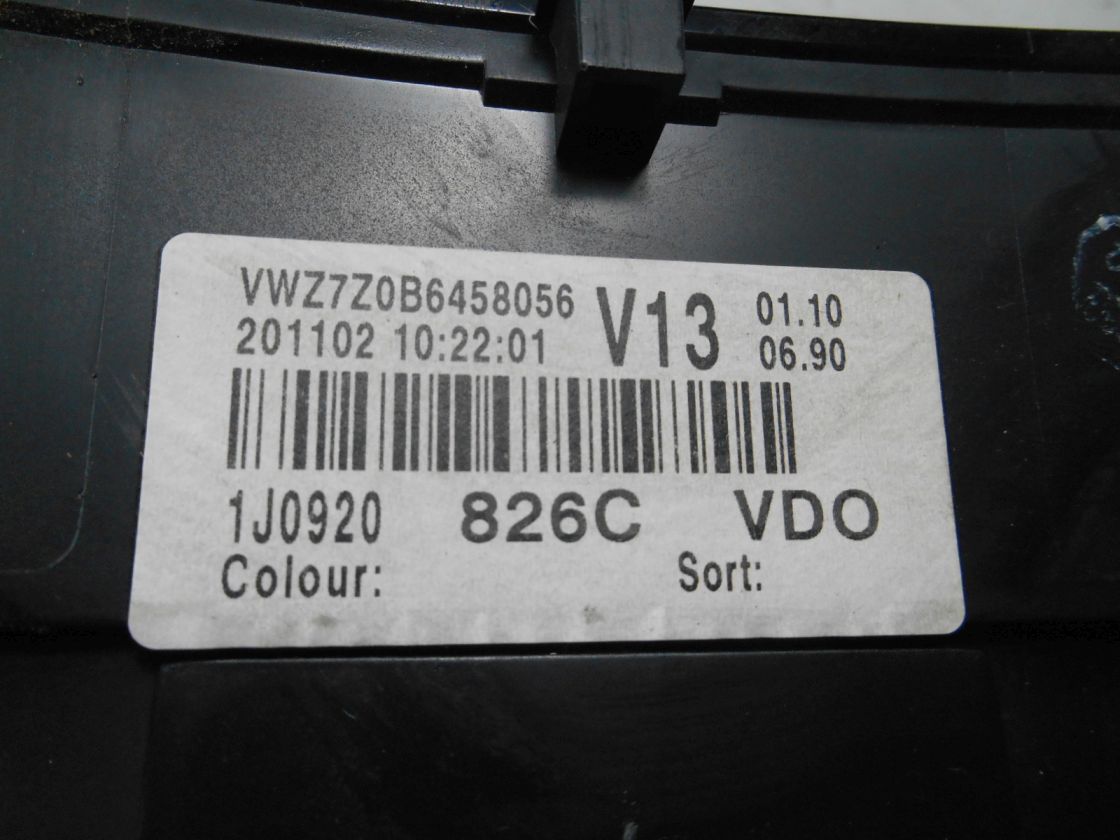 VWZ7Z0B6458056
201102 10:22:01
V13
01.10
06.90
1J0920 826C VDO
Colour: Sort: